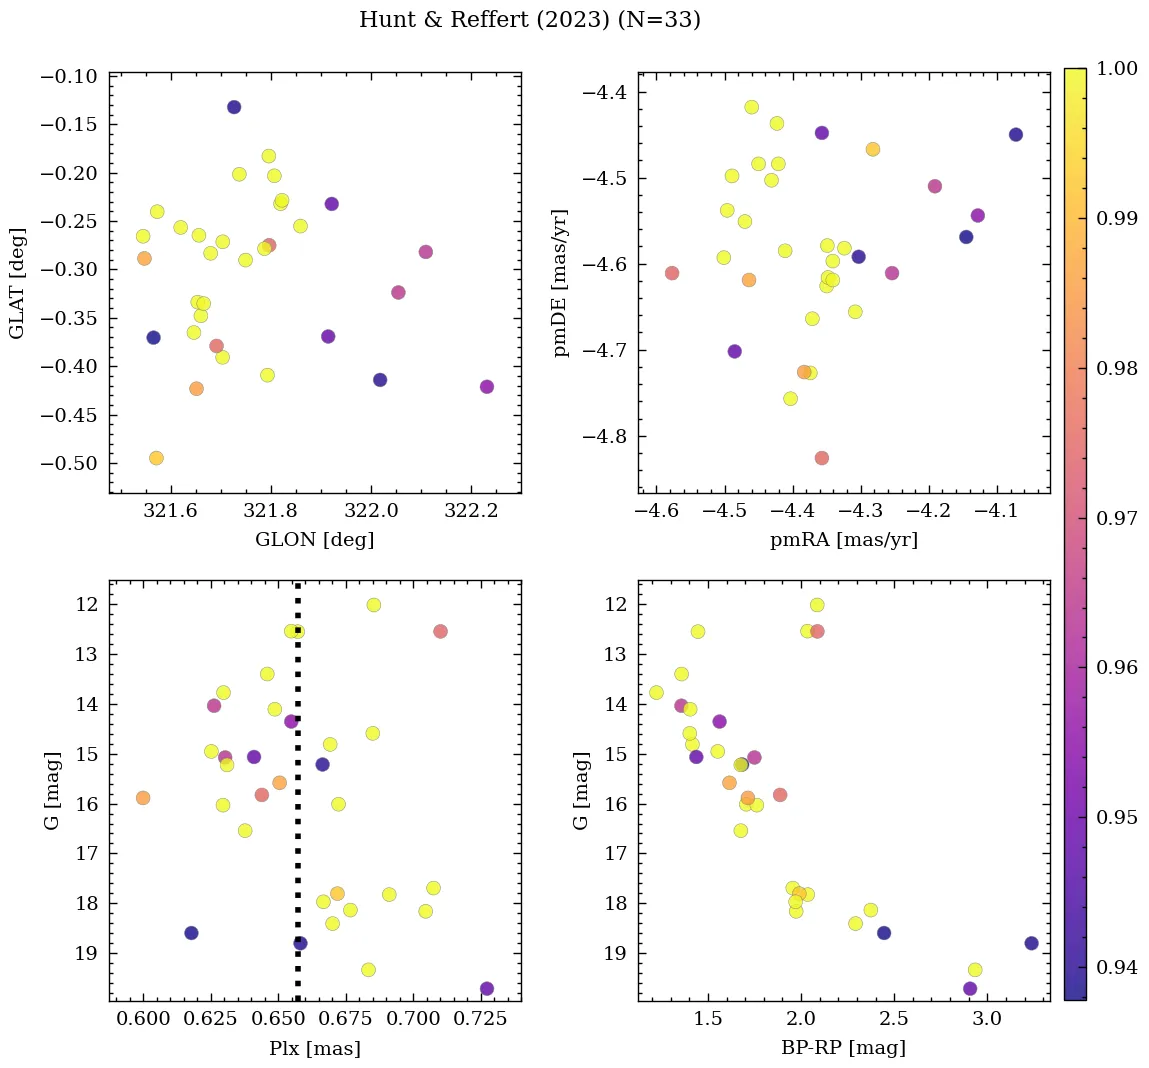 Hunt & Reffert (2023) (N=33)
−0.10
−0.15
−0.20
−0.25
−0.30
−0.35
−0.40
−0.45
−0.50
GLAT [deg]
321.6 321.8 322.0 322.2
GLON [deg]
−4.4
−4.5
−4.6
−4.7
−4.8
pmDE [mas/yr]
−4.6 −4.5 −4.4 −4.3 −4.2 −4.1
pmRA [mas/yr]
12
13
14
15
16
17
18
19
G [mag]
0.600 0.625 0.650 0.675 0.700 0.725
Plx [mas]
12
13
14
15
16
17
18
19
G [mag]
1.5 2.0 2.5 3.0
BP-RP [mag]
1.00
0.99
0.98
0.97
0.96
0.95
0.94